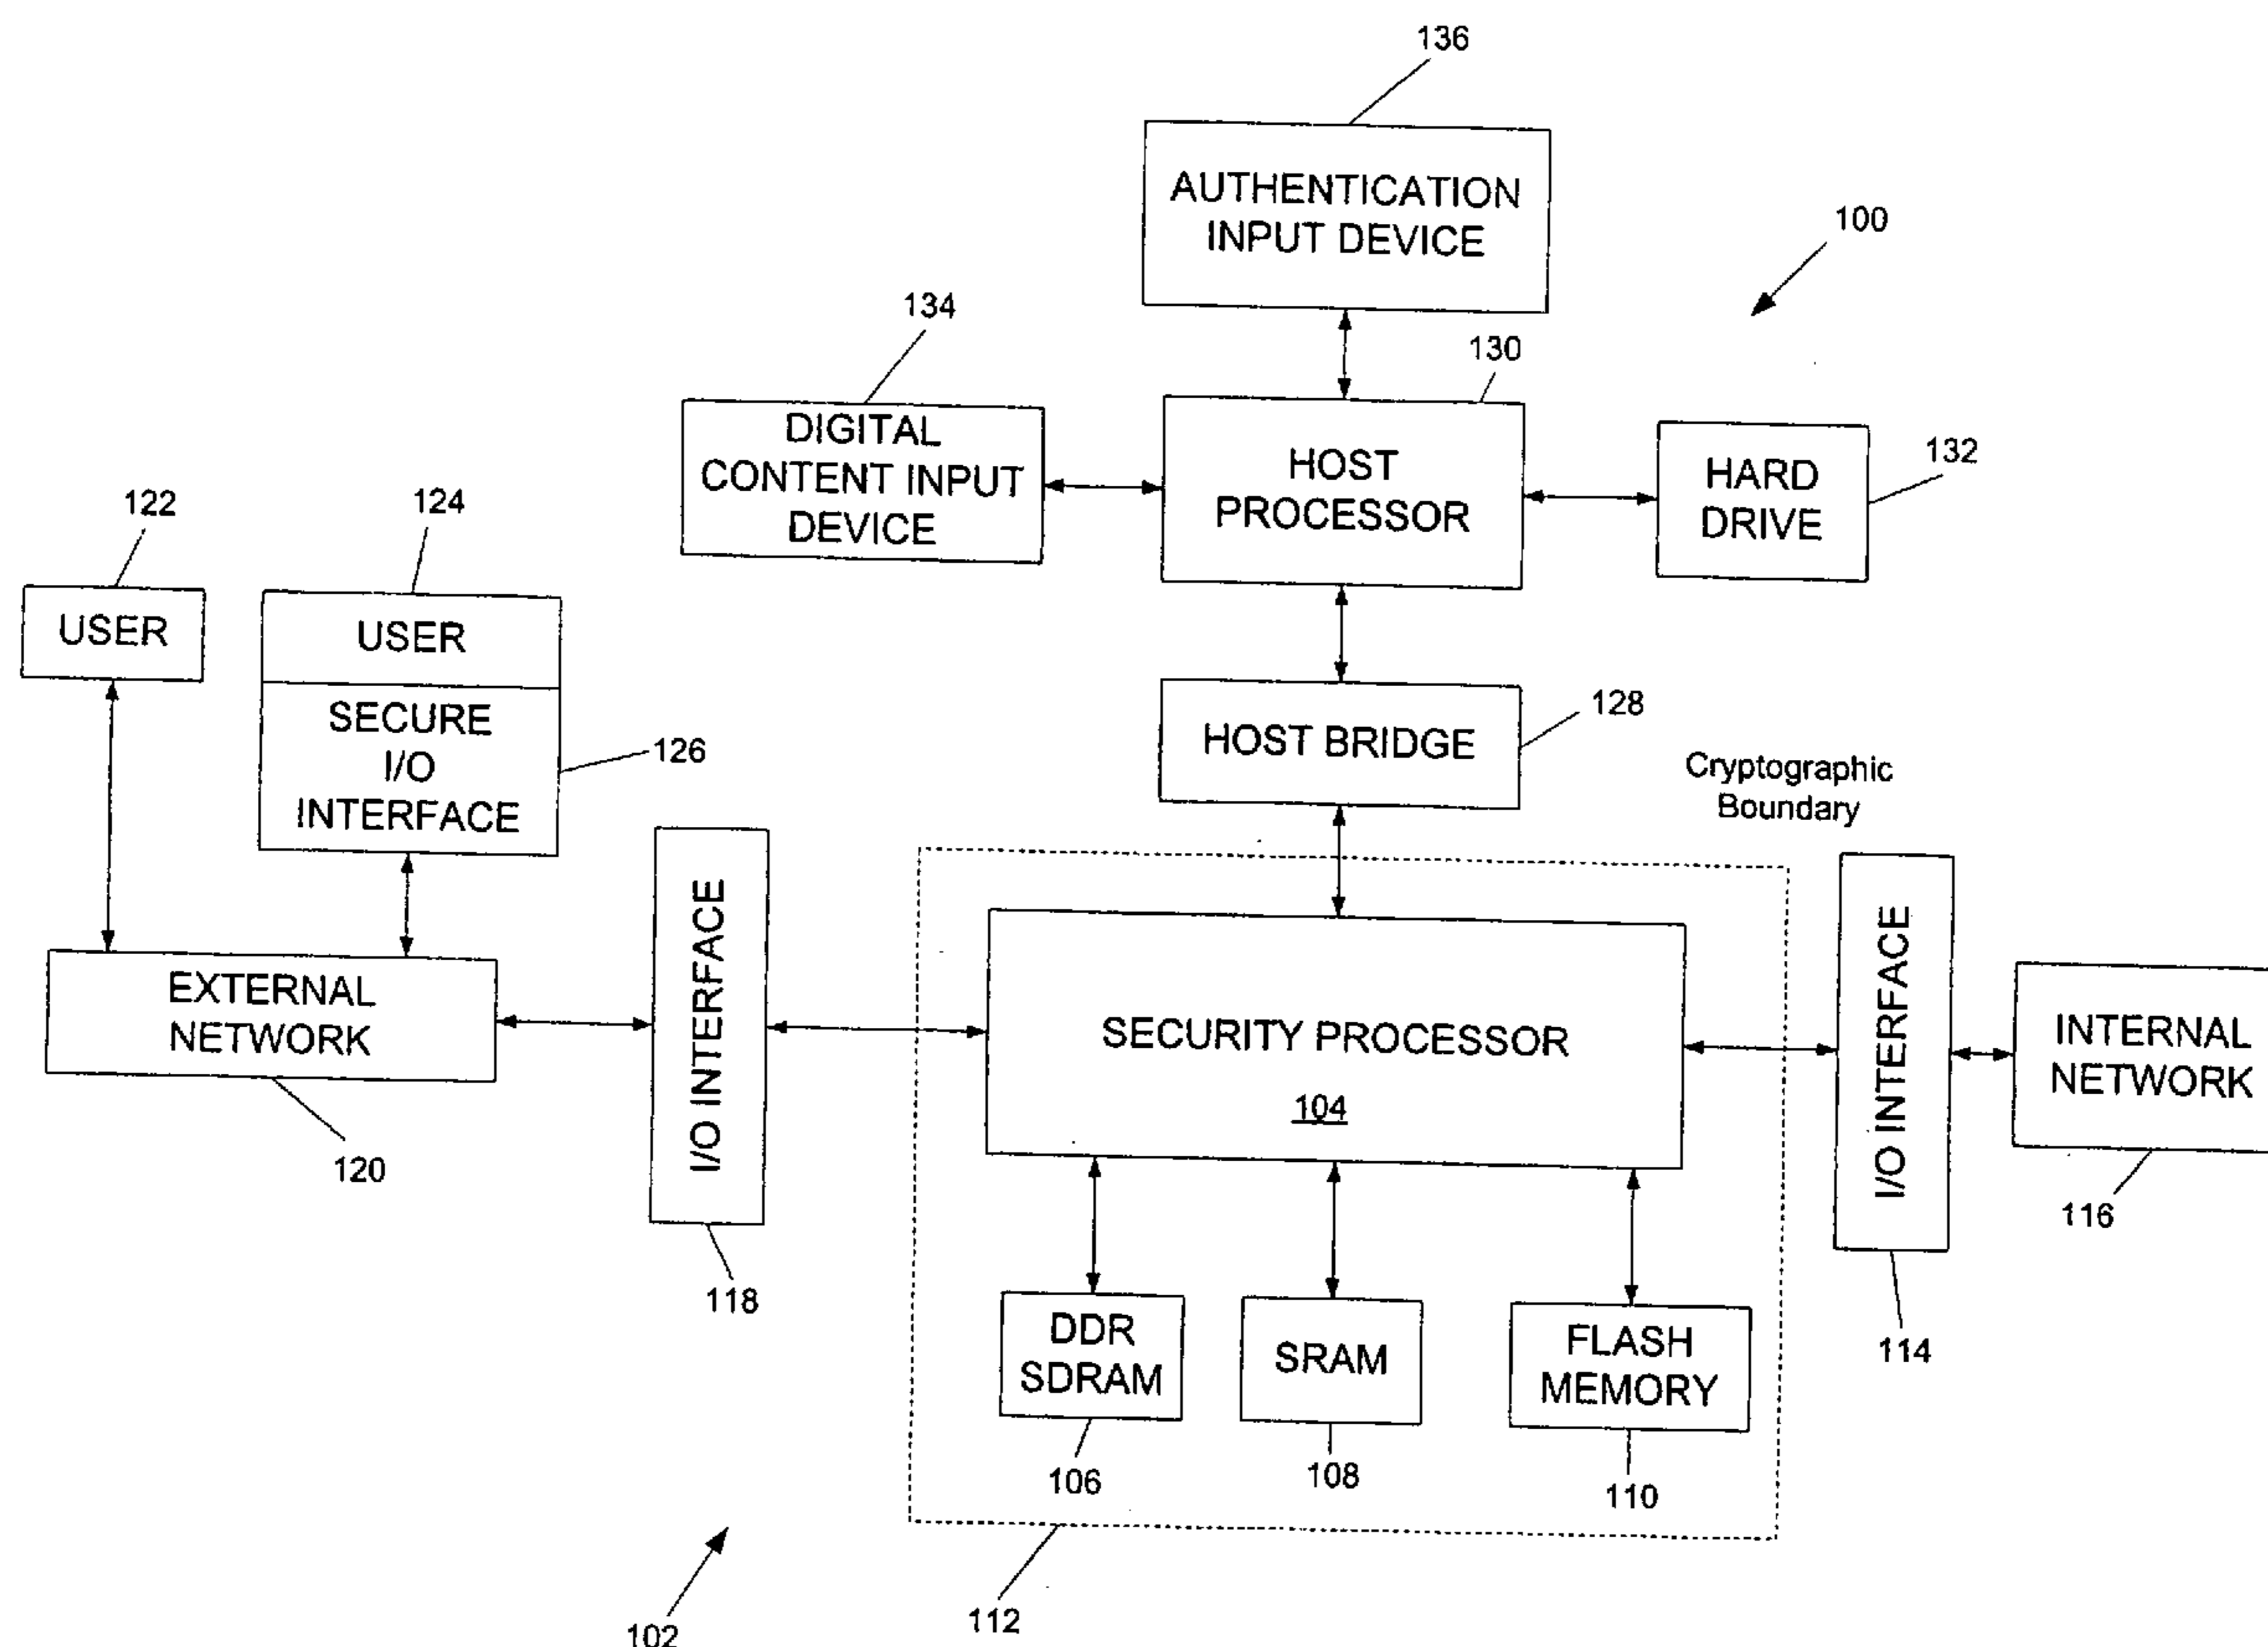 136
AUTHENTICATION
INPUT DEVICE
100
134
130
DIGITAL
CONTENT INPUT
DEVICE
HOST
PROCESSOR
HARD
DRIVE
132
122
124
USER
USER
SECURE
I/O
INTERFACE
126
HOST BRIDGE
128
Cryptographic
Boundary
EXTERNAL
NETWORK
120
I/O INTERFACE
118
SECURITY PROCESSOR
104
I/O INTERFACE
114
INTERNAL
NETWORK
116
DDR
SDRAM
106
SRAM
108
FLASH
MEMORY
110
112
102